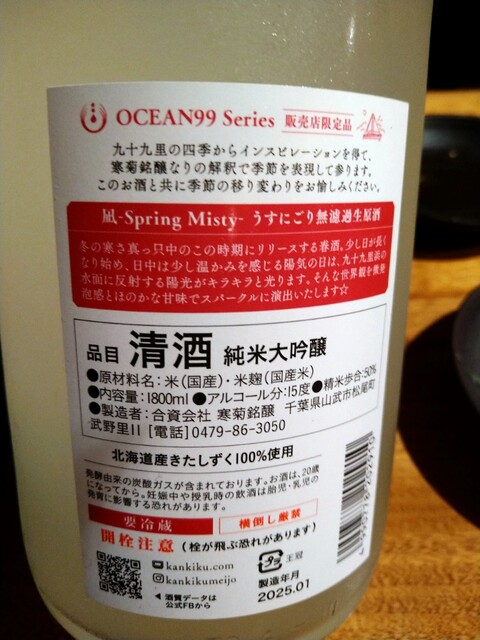 OCEAN99 Series 販売店限定品
九十九里の四季からインスピレーションを得て、
寒菊銘醸なりの解釈で季節を表現して参ります。
このお酒と共に季節の移り変わりをお愉しみください。
凪-Spring Misty- うすにごり無濾過生原酒
冬の寒さ真っ只中のこの時期にリリースする春酒。少し日が長く
なり始め、日中は少し温かみを感じる陽気の日は、九十九里浜の
水面に反射する陽光がキラキラと光ります。そんな世界観を微発
泡感とほのかな甘味でスパークルに演出いたします☆
品目 清酒 純米大吟醸
●原材料名：米（国産）・米麹（国産米）
●内容量：1800ml ●アルコール分：15度 ●精米歩合：50%
●製造者：合資会社 寒菊銘醸 千葉県山武市松尾町
武野里11 [電話] 0479-86-3050
北海道産きたしずく100%使用
発酵由来の炭酸ガスが含まれております。お酒は、20歳
になってから。妊娠中や授乳時の飲酒は胎児・乳児の
発育に影響する恐れがあります。
要冷蔵 横倒し厳禁
開栓注意 （栓が飛ぶ恐れがあります）
kankiku.com
kankikumeijo
◀酒質データは
公式FBから
プ 王冠
製造年月
2025.01